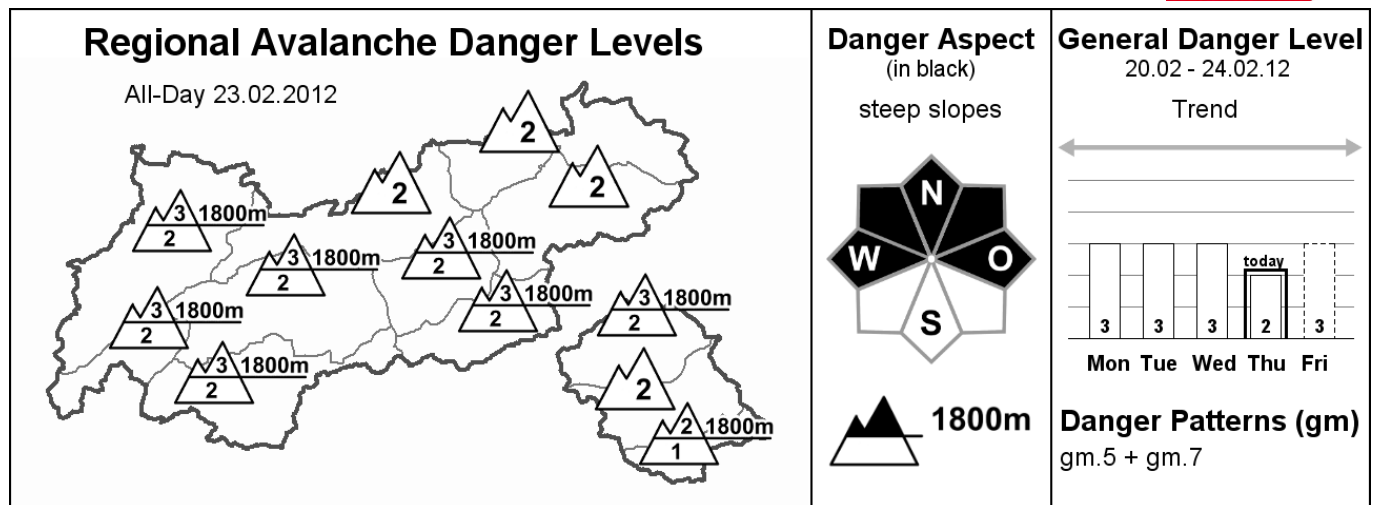 Regional Avalanche Danger Levels
All-Day 23.02.2012
2
2
2
3 1800m
2
3 1800m
2
3 1800m
2
3 1800m
2
3 1800m
2
3 1800m
2
3 1800m
2
2
2 1800m
1
Danger Aspect
(in black)
steep slopes
N
W
O
S
1800m
General Danger Level
20.02 - 24.02.12
Trend
today
3 3 3 2 3
Mon Tue Wed Thu Fri
Danger Patterns (gm)
gm.5 + gm.7